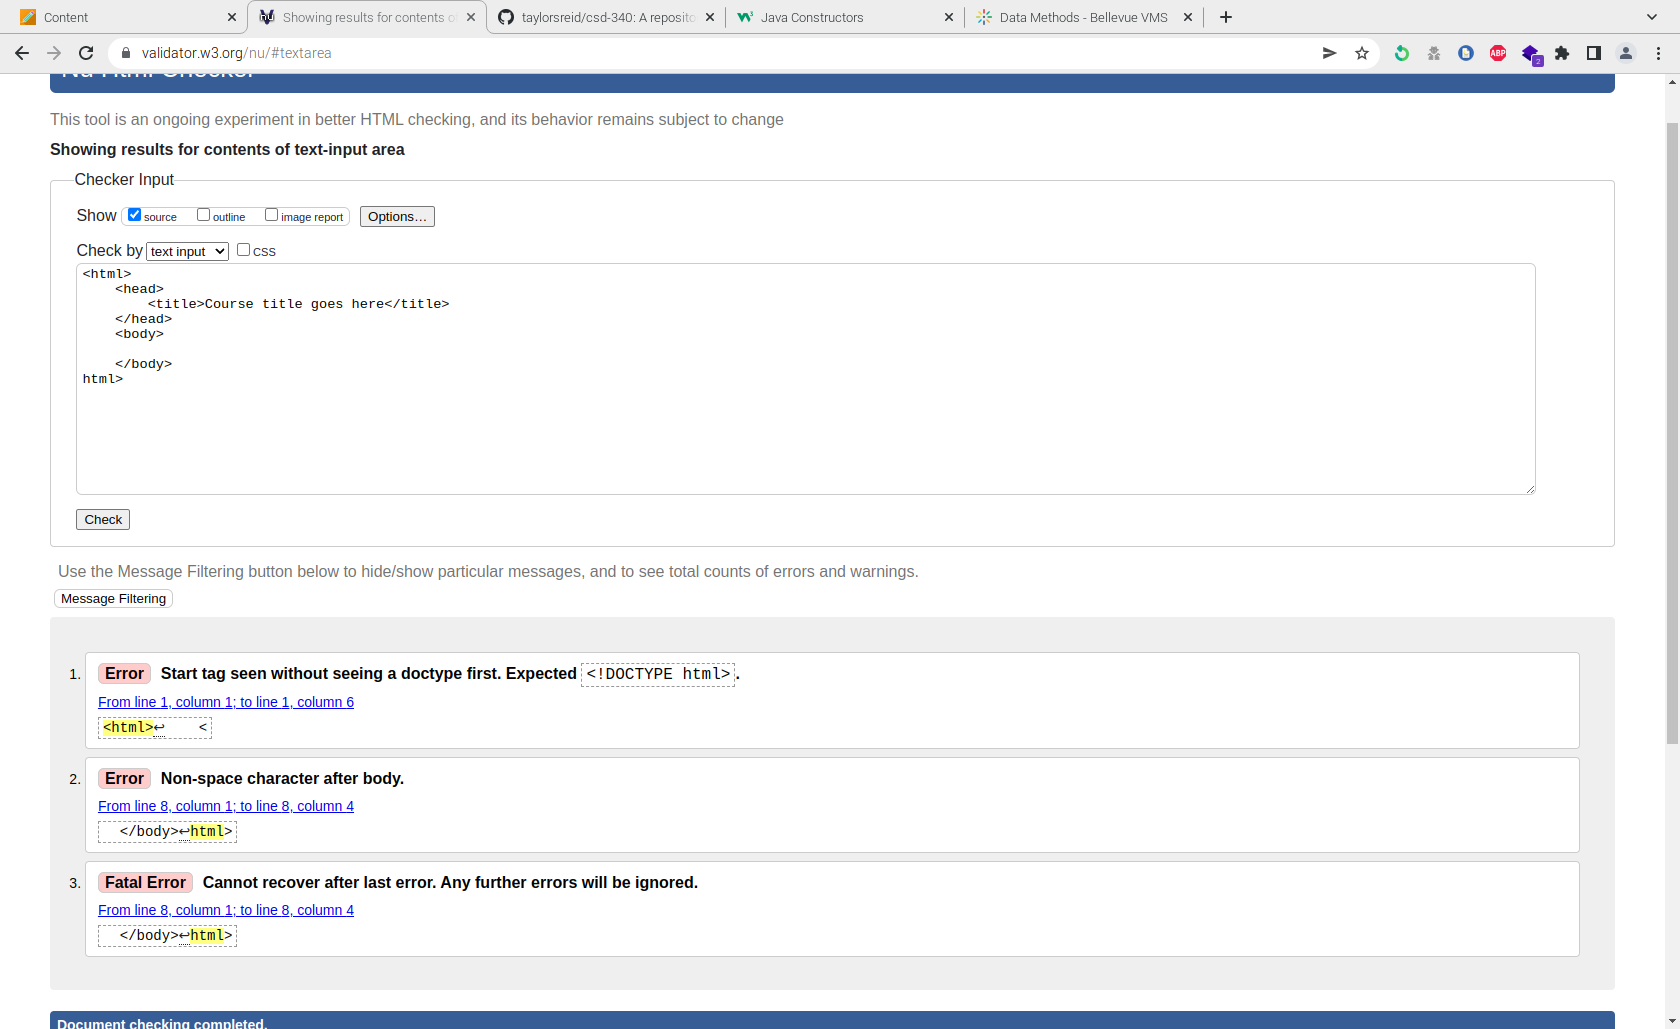 Content
Showing results for contents o
taylorsreid/csd-340: A reposito
Java Constructors
Data Methods - Bellevue VMS
validator.w3.org/nu/#textarea
ABP
2
Nu Html Checker
This tool is an ongoing experiment in better HTML checking, and its behavior remains subject to change
Showing results for contents of text-input area
Checker Input
Show source outline image report Options...
Check by text input CSS
<html>
    <head>
        <title>Course title goes here</title>
    </head>
    <body>
    </body>
html>
Check
Use the Message Filtering button below to hide/show particular messages, and to see total counts of errors and warnings.
Message Filtering
1. Error Start tag seen without seeing a doctype first. Expected <!DOCTYPE html>.
From line 1, column 1; to line 1, column 6
<html>↩    <
2. Error Non-space character after body.
From line 8, column 1; to line 8, column 4
</body>↩html>
3. Fatal Error Cannot recover after last error. Any further errors will be ignored.
From line 8, column 1; to line 8, column 4
</body>↩html>
Document checking completed.